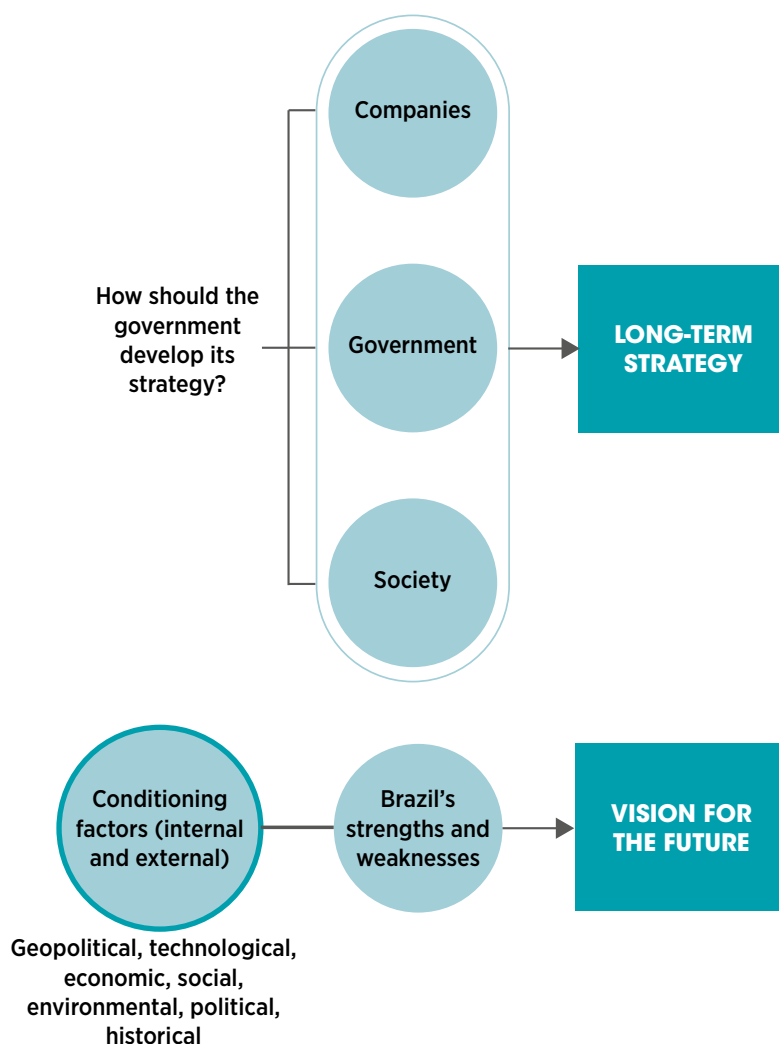 Companies
How should the
government
develop its
strategy?
Government
LONG-TERM
STRATEGY
Society
Conditioning
factors (internal
and external)
Brazil’s
strengths and
weaknesses
VISION FOR
THE FUTURE
Geopolitical, technological,
economic, social,
environmental, political,
historical